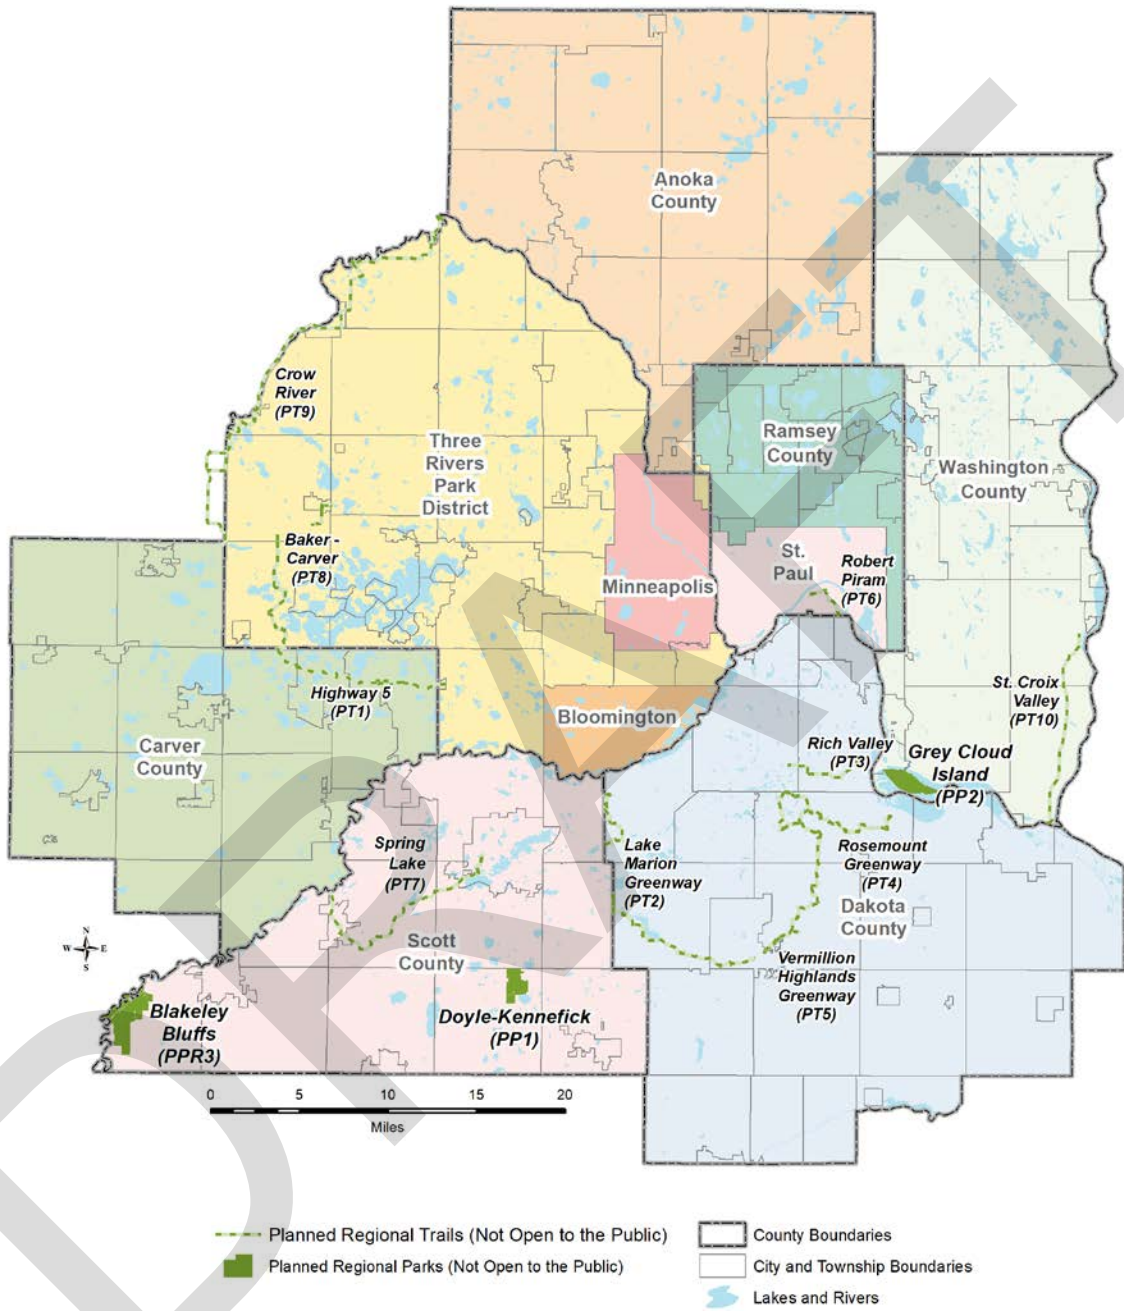 Anoka
County
Crow
River
(PT9)
Three
Rivers
Park
District
Ramsey
County
Washington
County
Baker -
Carver
(PT8)
Minneapolis
St.
Paul
Robert
Piram
(PT6)
Highway 5
(PT1)
Bloomington
St. Croix
Valley
(PT10)
Carver
County
Rich Valley
(PT3)
Grey Cloud
Island
(PP2)
Spring
Lake
(PT7)
Lake
Marion
Greenway
(PT2)
Rosemount
Greenway
(PT4)
Dakota
County
Scott
County
Vermillion
Highlands
Greenway
(PT5)
N
W E
S
Blakeley
Bluffs
(PPR3)
Doyle-Kennefick
(PP1)
0 5 10 15 20
Miles
Planned Regional Trails (Not Open to the Public)
Planned Regional Parks (Not Open to the Public)
County Boundaries
City and Township Boundaries
Lakes and Rivers
DRAFT